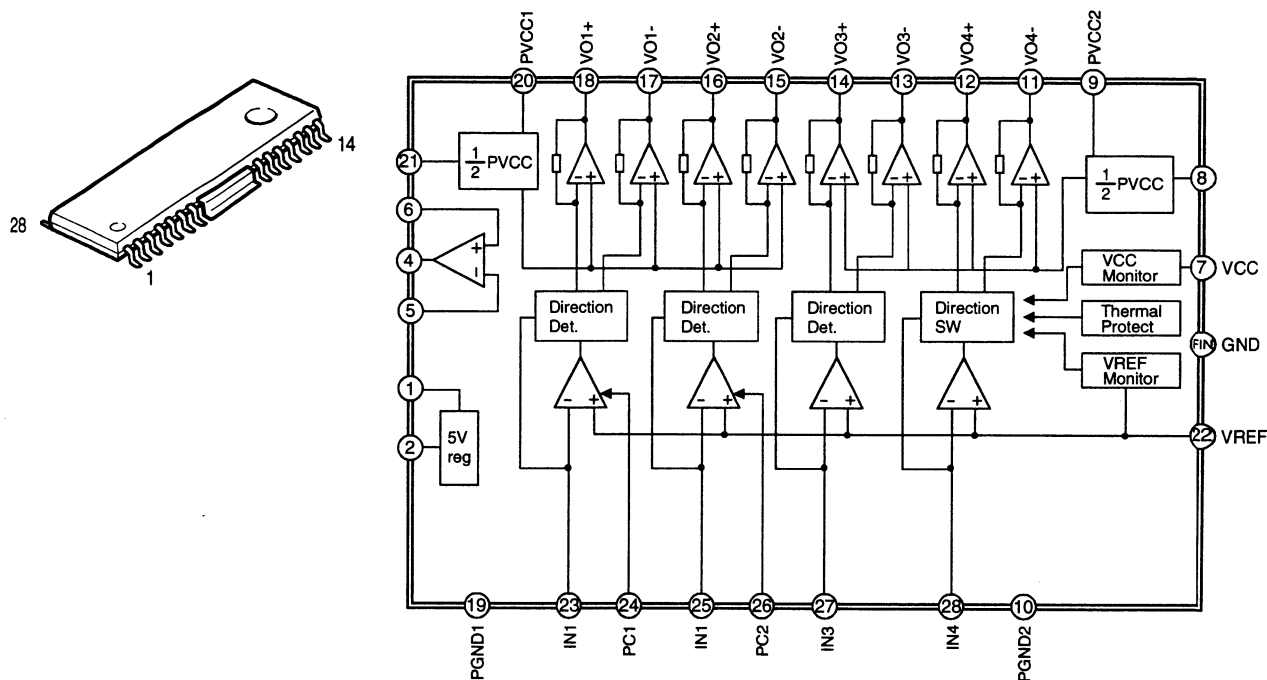 PVCC1
VO1+
VO1-
VO2+
VO2-
VO3+
VO3-
VO4+
VO4-
PVCC2
20
18
17
16
15
14
13
12
11
9
14
28
1
21
1/2 PVCC
1/2 PVCC
8
6
4
5
+
-
- +
- +
- +
- +
- +
- +
- +
- +
VCC
Monitor
7
VCC
Direction
Det.
Direction
Det.
Direction
Det.
Direction
SW
Thermal
Protect
FIN
GND
VREF
Monitor
1
2
5V
reg
- +
- +
- +
- +
22
VREF
19
23
24
25
26
27
28
10
PGND1
IN1
PC1
IN1
PC2
IN3
IN4
PGND2